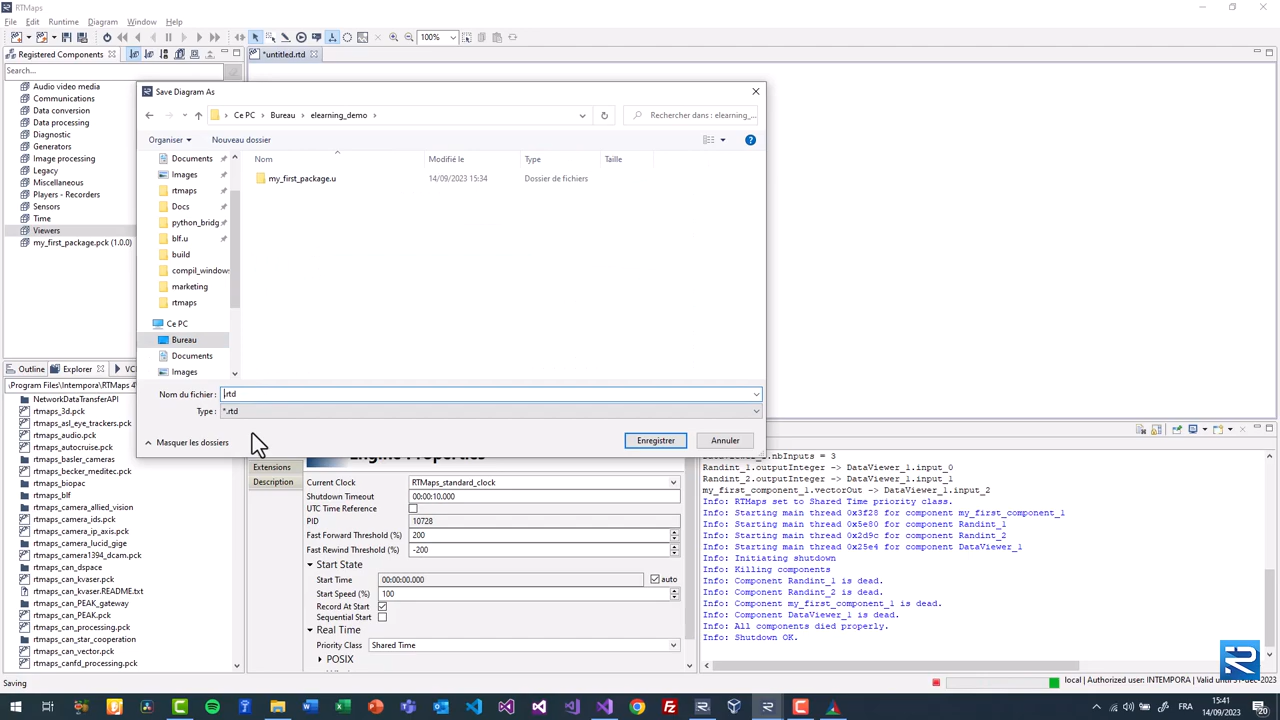 RTMaps
File Edit Runtime Diagram Window Help
100%
Registered Components
*untitled.rtd
Search...
Audio video media
Communications
Data conversion
Data processing
Diagnostic
Generators
Image processing
Legacy
Miscellaneous
Players - Recorders
Sensors
Time
Viewers
my_first_package.pck (1.0.0)
Save Diagram As
Ce PC > Bureau > elearning_demo >
Rechercher dans : elearning_...
Organiser Nouveau dossier
Nom Modifié le Type Taille
my_first_package.u 14/09/2023 15:34 Dossier de fichiers
Documents
Images
rtmaps
Docs
python_bridg
blf.u
build
compil_windows
marketing
rtmaps
Ce PC
Bureau
Documents
Images
Nom du fichier : .rtd
Type : *.rtd
Masquer les dossiers
Enregistrer Annuler
Outline Explorer
\Program Files\Intempora\RTMaps 4
NetworkDataTransferAPI
rtmaps_3d.pck
rtmaps_asl_eye_trackers.pck
rtmaps_audio.pck
rtmaps_autocruise.pck
rtmaps_basler_cameras
rtmaps_becker_meditec.pck
rtmaps_biopac
rtmaps_blf
rtmaps_camera_allied_vision
rtmaps_camera_ids.pck
rtmaps_camera_ip_axis.pck
rtmaps_camera_lucid_gige
rtmaps_camera1394_dcam.pck
rtmaps_can_dspace
rtmaps_can_kvaser.pck
rtmaps_can_kvaser.README.txt
rtmaps_can_PEAK_gateway
rtmaps_can_PEAK.pck
rtmaps_can_processing.pck
rtmaps_can_star_cooperation
rtmaps_can_vector.pck
rtmaps_canfd_processing.pck
Extensions
Description
Engine Properties
Current Clock RTMaps_standard_clock
Shutdown Timeout 00:00:10.000
UTC Time Reference
PID 10728
Fast Forward Threshold (%) 200
Fast Rewind Threshold (%) -200
Start State
Start Time 00:00:00.000 auto
Start Speed (%) 100
Record At Start
Sequential Start
Real Time
Priority Class Shared Time
POSIX
Randint_1.outputInteger -> DataViewer_1.input_0
Randint_2.outputInteger -> DataViewer_1.input_1
my_first_component_1.vectorOut -> DataViewer_1.input_2
Info: RTMaps set to Shared Time priority class.
Info: Starting main thread 0x3f28 for component my_first_component_1
Info: Starting main thread 0x5e80 for component Randint_1
Info: Starting main thread 0x2d9c for component Randint_2
Info: Starting main thread 0x25e4 for component DataViewer_1
Info: Initiating shutdown
Info: Killing components
Info: Component Randint_1 is dead.
Info: Component Randint_2 is dead.
Info: Component my_first_component_1 is dead.
Info: Component DataViewer_1 is dead.
Info: All components died properly.
Info: Shutdown OK.
Saving
local | Authorized user: INTEMPORA | Valid until
FRA 15:41
14/09/2023
20